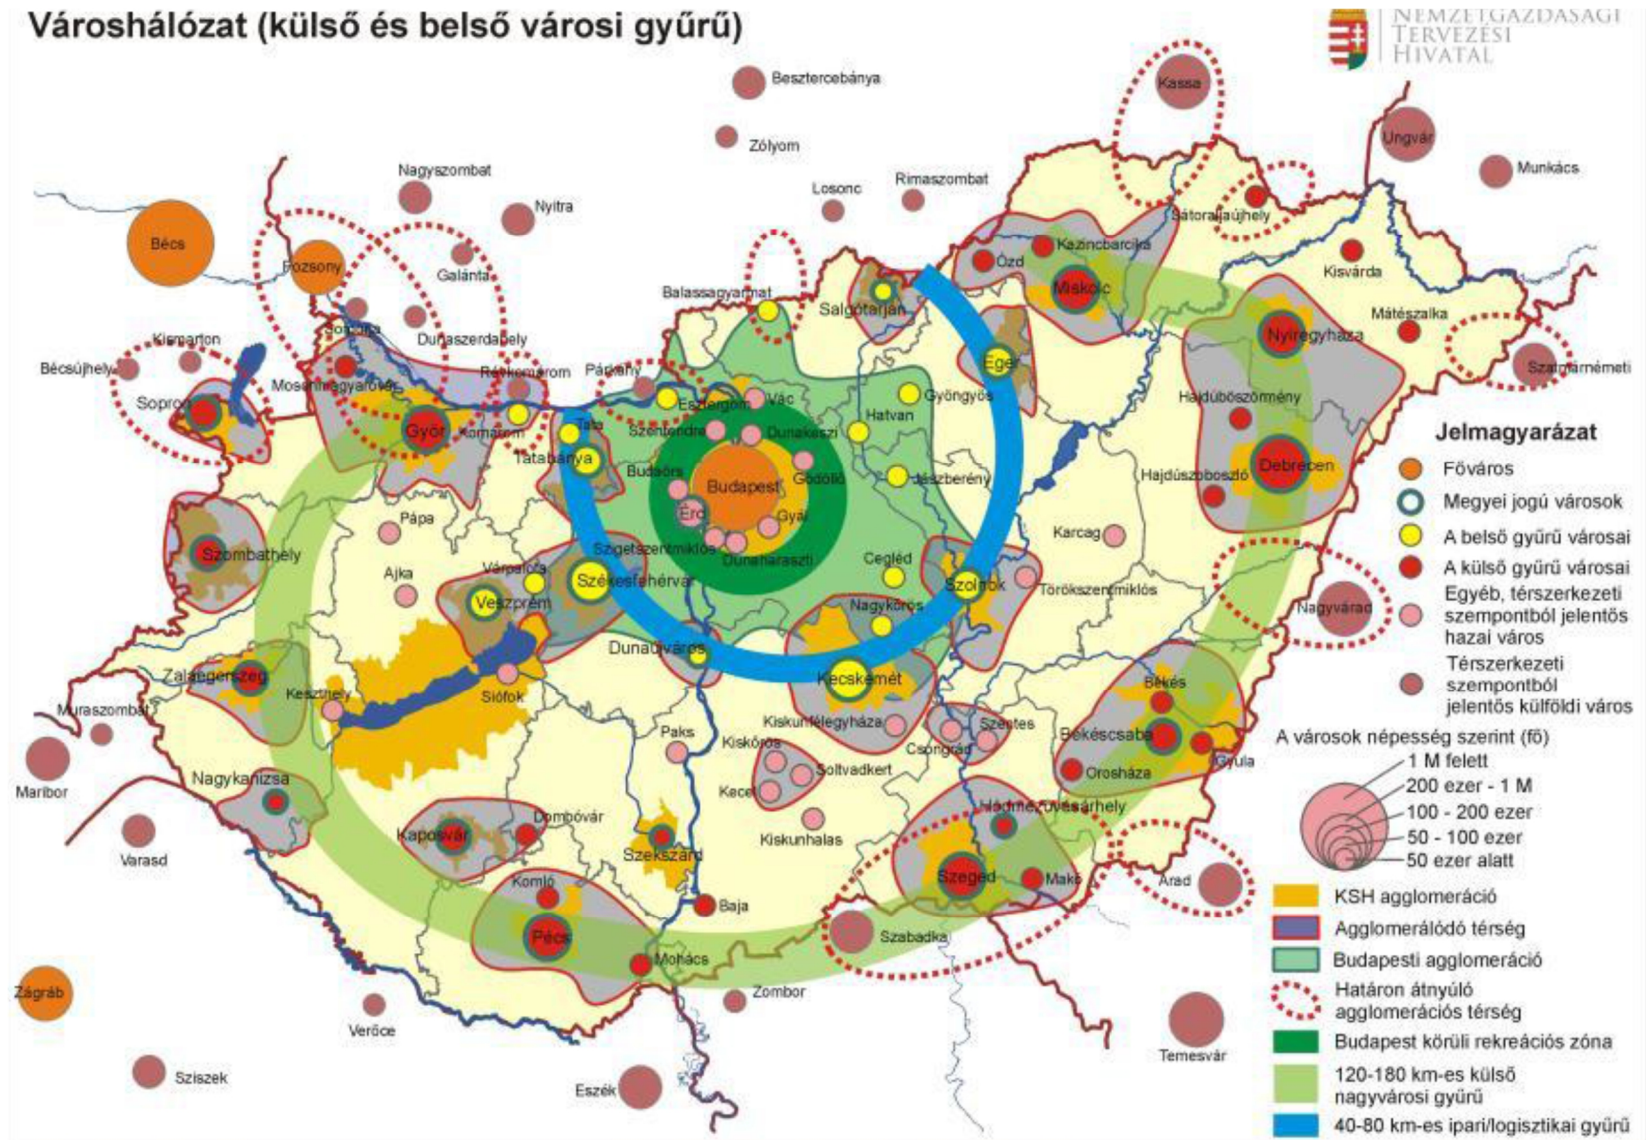 Városhálózat (külső és belső városi gyűrű)
NEMZETGAZDASÁGI
TERVEZÉSI
HIVATAL
Besztercebánya
Kassa
Zólyom
Ungvár
Munkács
Nagyszombat
Rimaszombat
Losonc
Nyitra
Sátoraljaújhely
Bécs
Pozsony
Galánta
Kazincbarcika
Ózd
Kisvárda
Balassagyarmat
Salgótarján
Miskolc
Mátészalka
Somorja
Dunaszerdahely
Nyíregyháza
Kismarton
Bécsújhely
Mosonmagyaróvár
Révkomárom
Párkány
Eger
Szatmárnémeti
Sopron
Esztergom
Vác
Gyöngyös
Hajdúböszörmény
Győr
Komárom
Tata
Szentendre
Dunakeszi
Hatvan
Tatabánya
Budaörs
Budapest
Gödöllő
Jászberény
Hajdúszoboszló
Debrecen
Pápa
Érd
Gyál
Karcag
Szombathely
Szigetszentmiklós
Dunaharaszti
Cegléd
Ajka
Várpalota
Székesfehérvár
Szolnok
Törökszentmiklós
Veszprém
Nagykőrös
Nagyvárad
Dunaújváros
Zalaegerszeg
Kecskemét
Békés
Keszthely
Siófok
Muraszombat
Kiskunfélegyháza
Szentes
Paks
Csongrád
Békéscsaba
Kiskőrös
Gyula
Maribor
Nagykanizsa
Soltvadkert
Orosháza
Kecel
Hódmezővásárhely
Dombóvár
Kaposvár
Kiskunhalas
Varasd
Szekszárd
Komló
Szeged
Makó
Arad
Baja
Pécs
Szabadka
Mohács
Zágráb
Zombor
Verőce
Temesvár
Sziszek
Eszék
Jelmagyarázat
Főváros
Megyei jogú városok
A belső gyűrű városai
A külső gyűrű városai
Egyéb, térszerkezeti
szempontból jelentős
hazai város
Térszerkezeti
szempontból
jelentős külföldi város
A városok népesség szerint (fő)
1 M felett
200 ezer - 1 M
100 - 200 ezer
50 - 100 ezer
50 ezer alatt
KSH agglomeráció
Agglomerálódó térség
Budapesti agglomeráció
Határon átnyúló
agglomerációs térség
Budapest körüli rekreációs zóna
120-180 km-es külső
nagyvárosi gyűrű
40-80 km-es ipari/logisztikai gyűrű